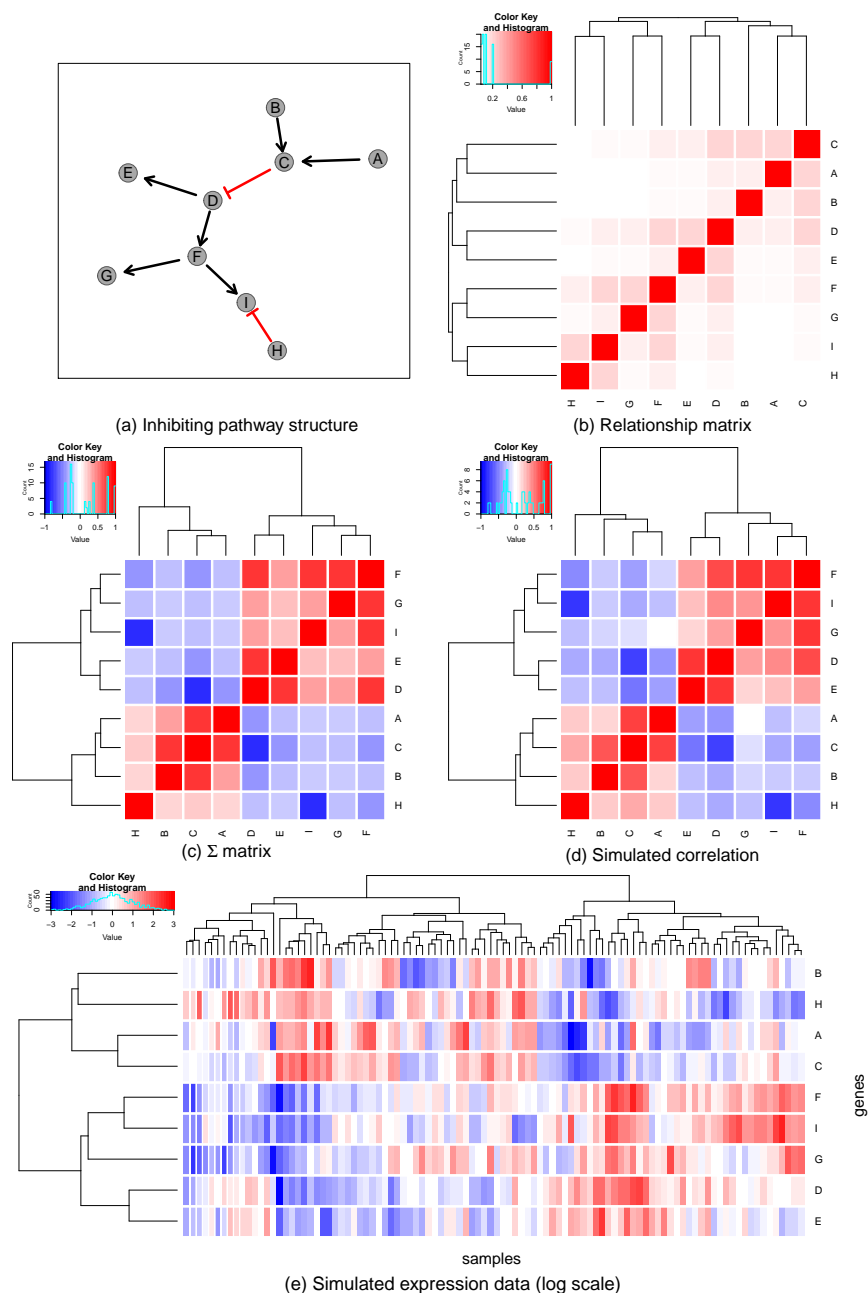 B
C
A
E
D
F
G
I
H
(a) Inhibiting pathway structure
Color Key
and Histogram
Count
0 5 10 15
0.2 0.6 1
Value
C
A
B
D
E
F
G
I
H
H I G F E D B A C
(b) Relationship matrix
Color Key
and Histogram
Count
0 5 10 15
−1 −0.5 0 0.5 1
Value
F
G
I
E
D
A
C
B
H
H B C A D E I G F
(c) Σ matrix
Color Key
and Histogram
Count
0 2 4 6 8
−1 −0.5 0 0.5 1
Value
F
I
G
D
E
A
C
B
H
H B C A E D G I F
(d) Simulated correlation
Color Key
and Histogram
Count
0 50
−3 −2 −1 0 1 2 3
Value
B
H
A
C
F
I
G
D
E
genes
samples
(e) Simulated expression data (log scale)